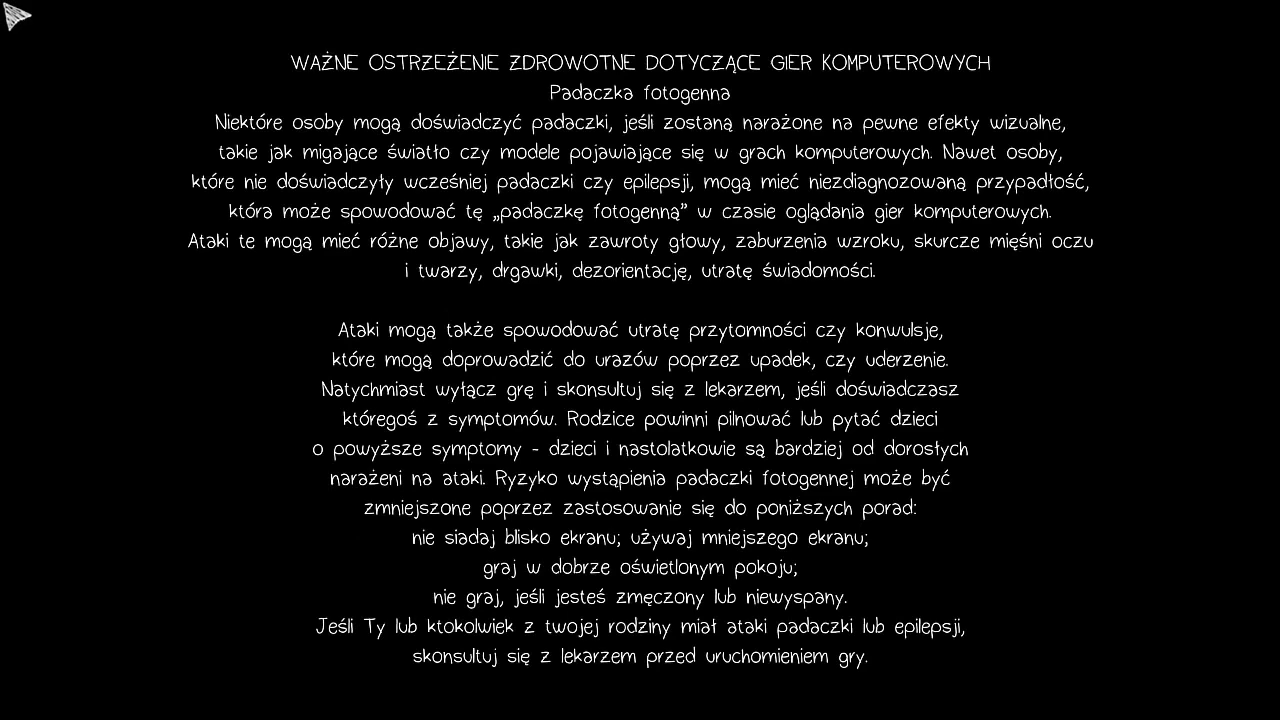 WAŻNE OSTRZEŻENIE ZDROWOTNE DOTYCZĄCE GIER KOMPUTEROWYCH
Padaczka fotogenna
Niektóre osoby mogą doświadczyć padaczki, jeśli zostaną narażone na pewne efekty wizualne,
takie jak migające światło czy modele pojawiające się w grach komputerowych. Nawet osoby,
które nie doświadczyły wcześniej padaczki czy epilepsji, mogą mieć niezdiagnozowaną przypadłość,
która może spowodować tę „padaczkę fotogenną” w czasie oglądania gier komputerowych.
Ataki te mogą mieć różne objawy, takie jak zawroty głowy, zaburzenia wzroku, skurcze mięśni oczu
i twarzy, drgawki, dezorientację, utratę świadomości.
Ataki mogą także spowodować utratę przytomności czy konwulsje,
które mogą doprowadzić do urazów poprzez upadek, czy uderzenie.
Natychmiast wyłącz grę i skonsultuj się z lekarzem, jeśli doświadczasz
któregoś z symptomów. Rodzice powinni pilnować lub pytać dzieci
o powyższe symptomy - dzieci i nastolatkowie są bardziej od dorosłych
narażeni na ataki. Ryzyko wystąpienia padaczki fotogennej może być
zmniejszone poprzez zastosowanie się do poniższych porad:
nie siadaj blisko ekranu; używaj mniejszego ekranu;
graj w dobrze oświetlonym pokoju;
nie graj, jeśli jesteś zmęczony lub niewyspany.
Jeśli Ty lub ktokolwiek z twojej rodziny miał ataki padaczki lub epilepsji,
skonsultuj się z lekarzem przed uruchomieniem gry.